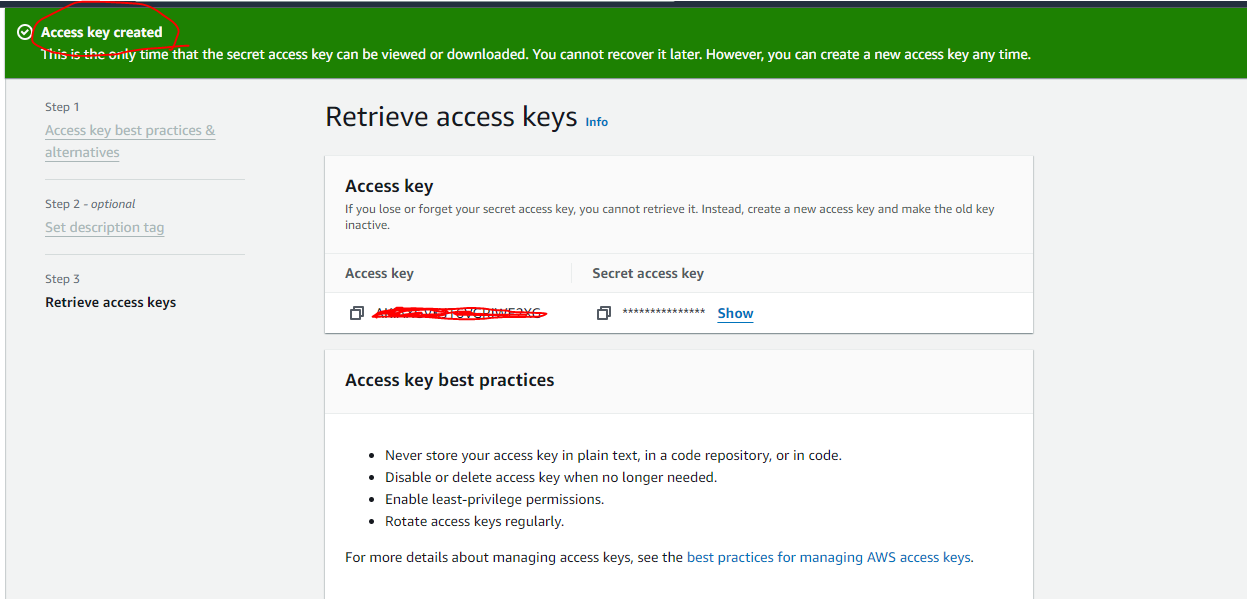 Access key created
This is the only time that the secret access key can be viewed or downloaded. You cannot recover it later. However, you can create a new access key any time.
Step 1
Access key best practices &
alternatives
Step 2 - optional
Set description tag
Step 3
Retrieve access keys
Retrieve access keys Info
Access key
If you lose or forget your secret access key, you cannot retrieve it. Instead, create a new access key and make the old key
inactive.
Access key
Secret access key
*************** Show
Access key best practices
• Never store your access key in plain text, in a code repository, or in code.
• Disable or delete access key when no longer needed.
• Enable least-privilege permissions.
• Rotate access keys regularly.
For more details about managing access keys, see the best practices for managing AWS access keys.